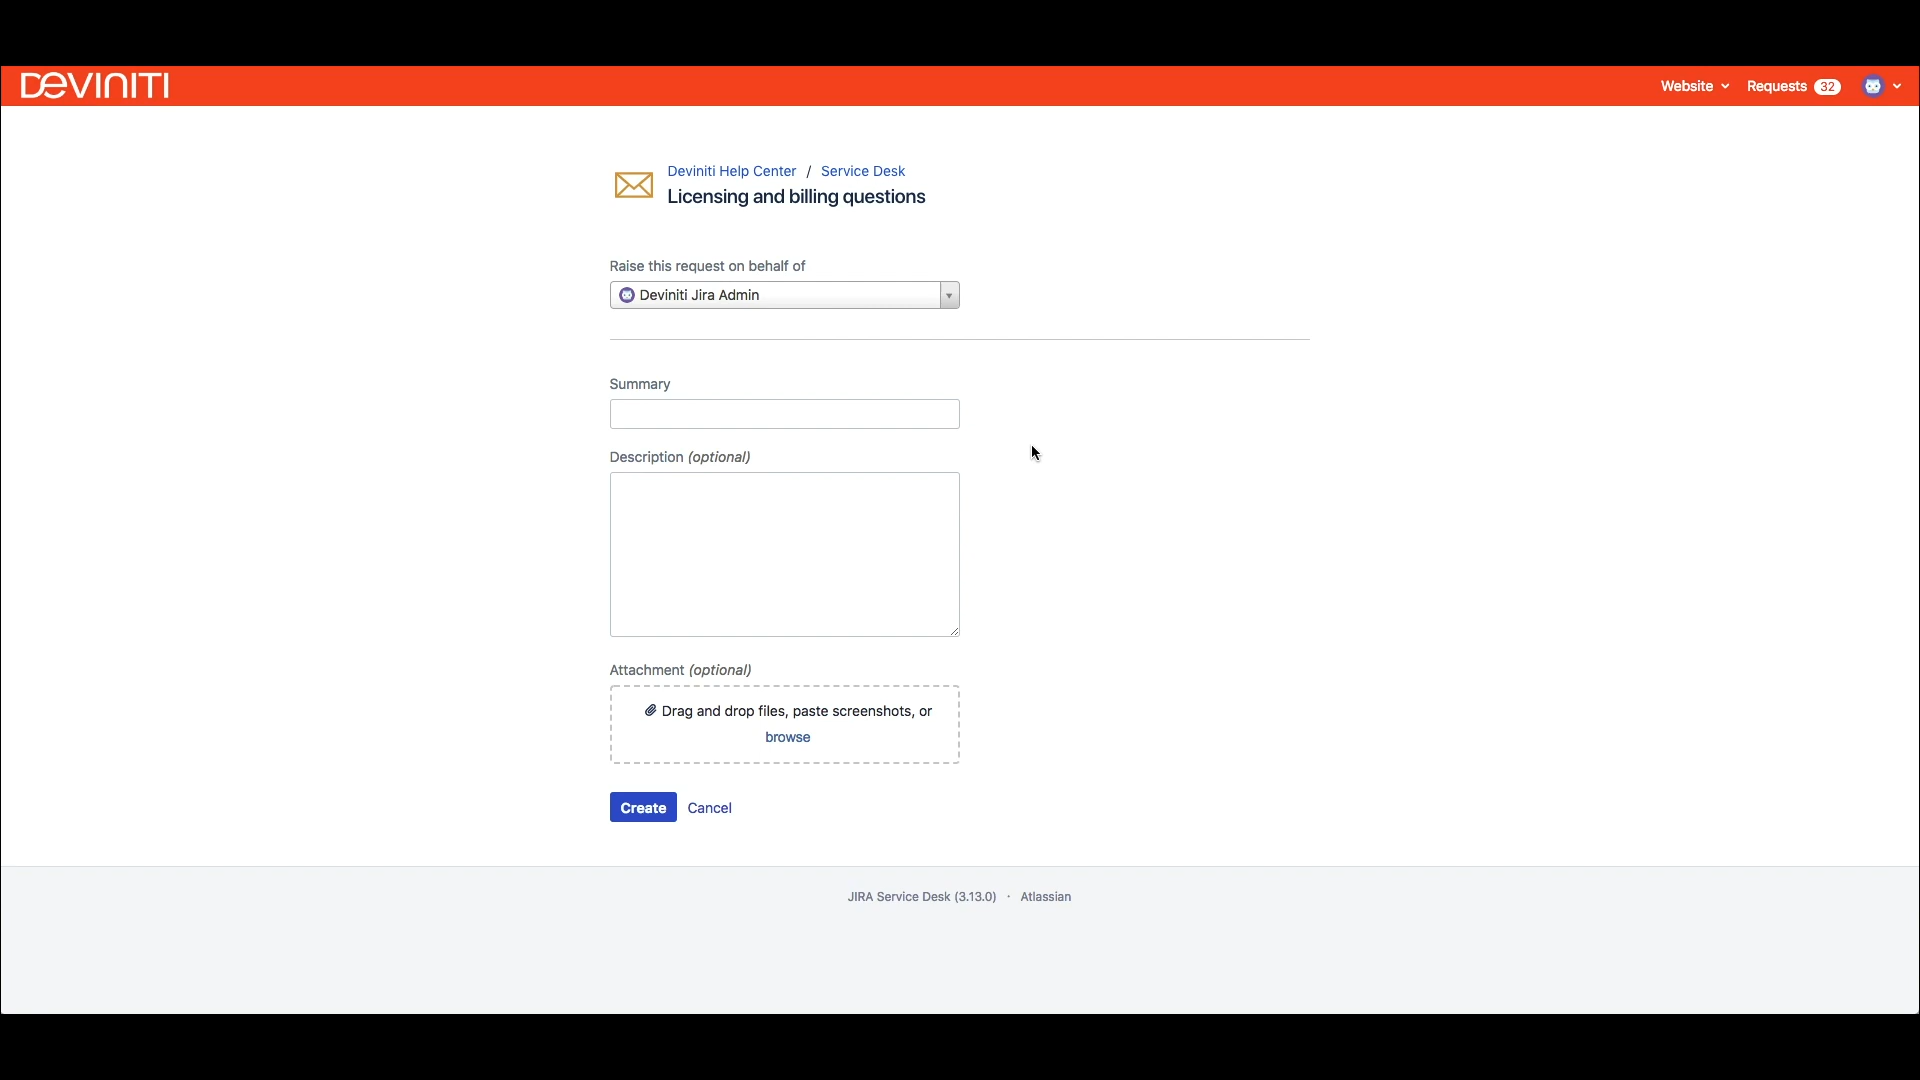 DEVINITI
Website Requests 32
Deviniti Help Center / Service Desk
Licensing and billing questions
Raise this request on behalf of
Deviniti Jira Admin
Summary
Description (optional)
Attachment (optional)
Drag and drop files, paste screenshots, or
browse
Create Cancel
JIRA Service Desk (3.13.0) · Atlassian